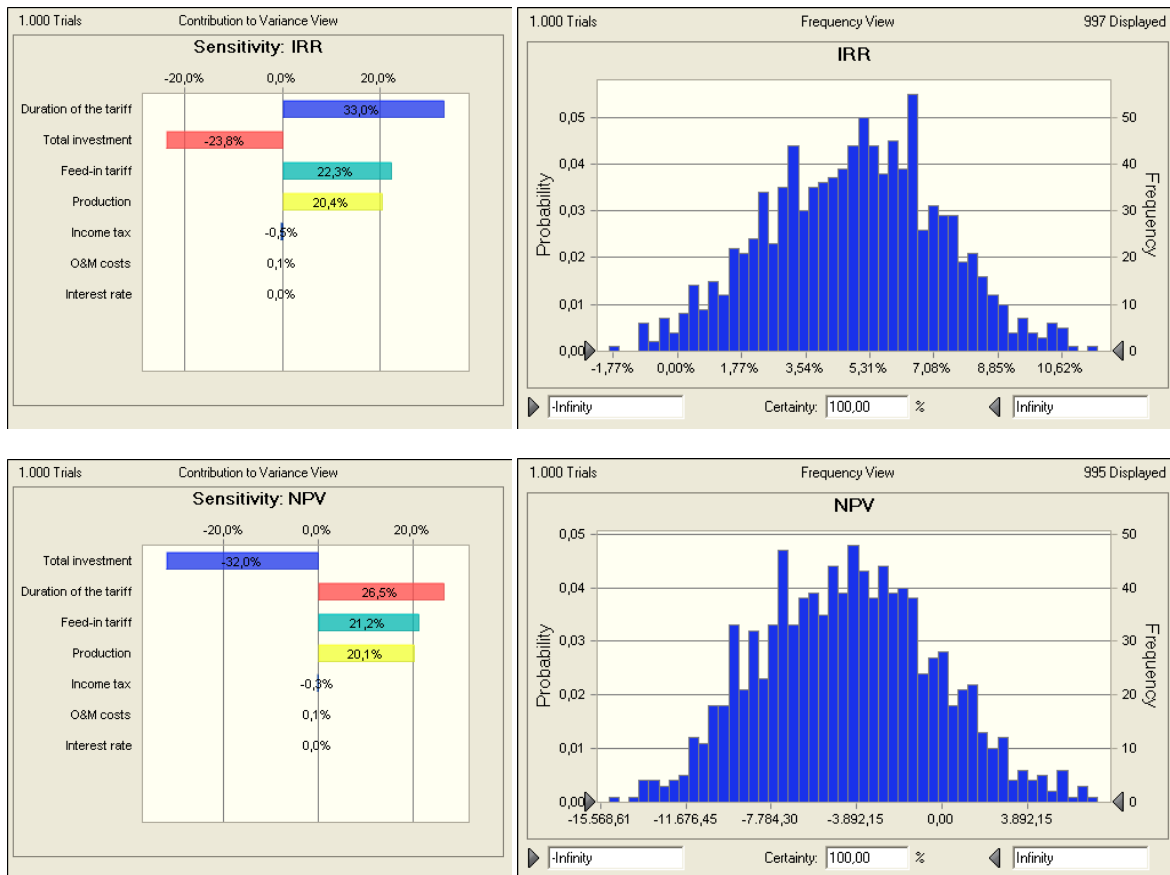 1.000 Trials Contribution to Variance View
Sensitivity: IRR
-20,0% 0,0% 20,0%
Duration of the tariff 33,0%
Total investment -23,8%
Feed-in tariff 22,3%
Production 20,4%
Income tax -0,5%
O&M costs 0,1%
Interest rate 0,0%
1.000 Trials Frequency View 997 Displayed
IRR
Probability
0,05
0,04
0,03
0,02
0,01
0,00
50
40
30
20
10
0
Frequency
-1,77% 0,00% 1,77% 3,54% 5,31% 7,08% 8,85% 10,62%
-Infinity Certainty: 100,00 % Infinity
1.000 Trials Contribution to Variance View
Sensitivity: NPV
-20,0% 0,0% 20,0%
Total investment -32,0%
Duration of the tariff 26,5%
Feed-in tariff 21,2%
Production 20,1%
Income tax -0,3%
O&M costs 0,1%
Interest rate 0,0%
1.000 Trials Frequency View 995 Displayed
NPV
Probability
0,05
0,04
0,03
0,02
0,01
0,00
50
40
30
20
10
0
Frequency
-15.568,61 -11.676,45 -7.784,30 -3.892,15 0,00 3.892,15
-Infinity Certainty: 100,00 % Infinity